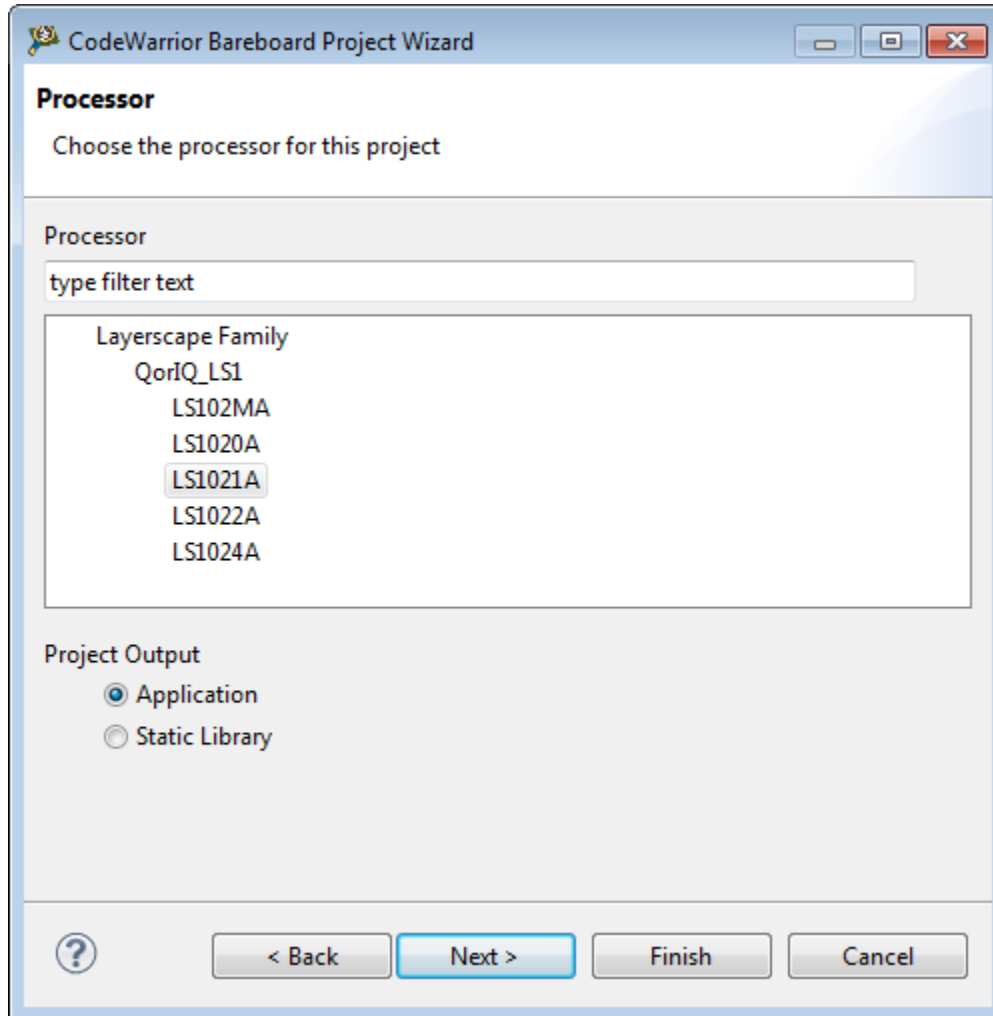 CodeWarrior Bareboard Project Wizard
Processor
Choose the processor for this project
Processor
type filter text
Layerscape Family
QorIQ_LS1
LS102MA
LS1020A
LS1021A
LS1022A
LS1024A
Project Output
Application
Static Library
? < Back Next > Finish Cancel